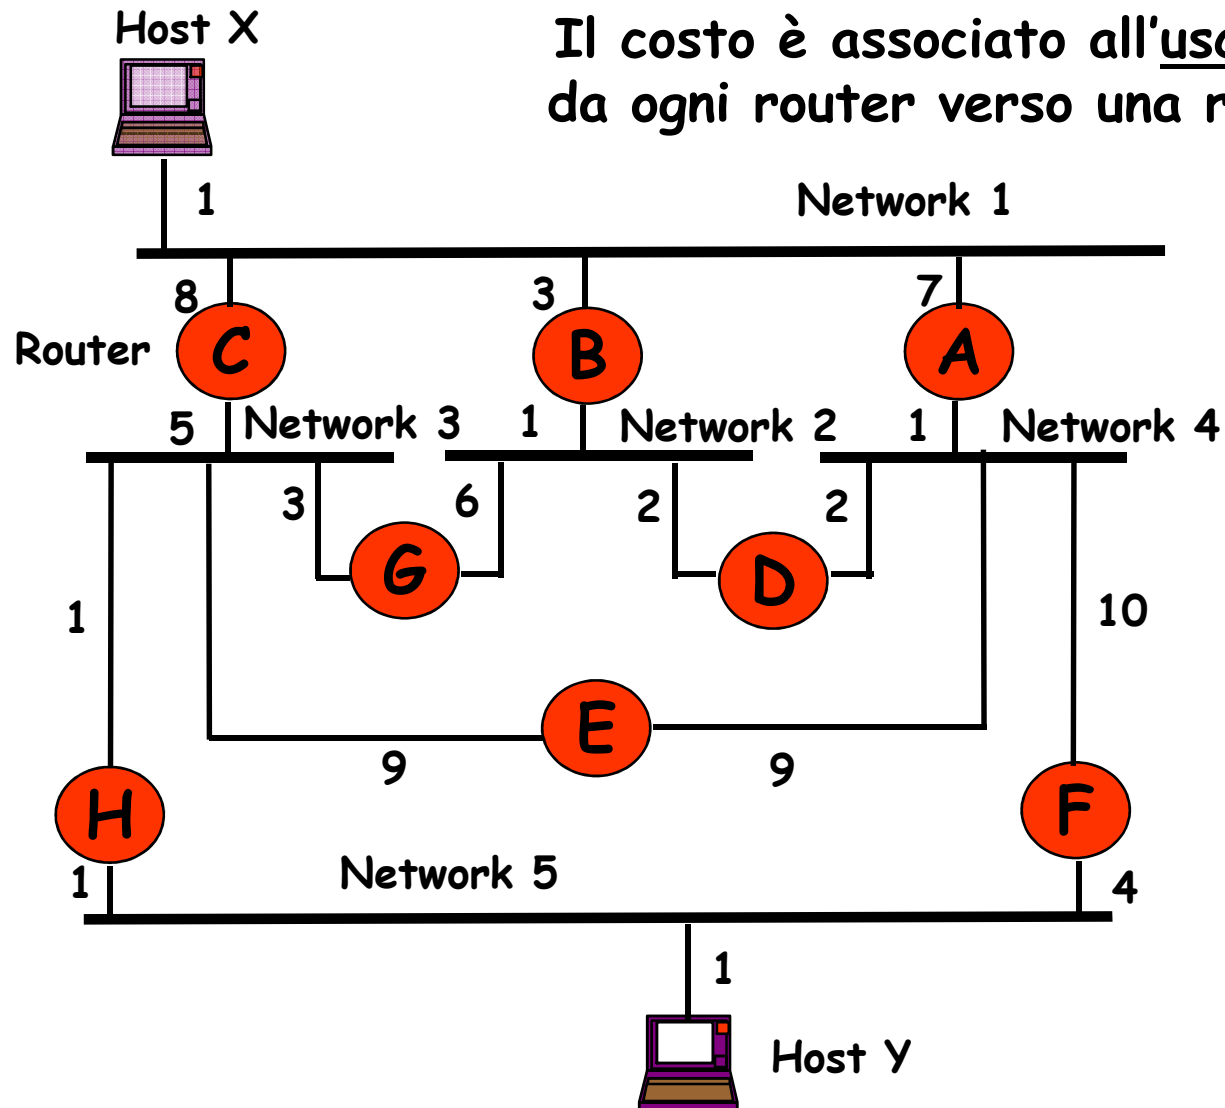 Host X
Il costo è associato all'
da ogni router verso una
1
Network 1
8
3
7
Router
C
B
A
5
Network 3
1
Network 2
1
Network 4
3
6
2
2
G
D
1
10
E
9
9
H
F
1
Network 5
4
1
Host Y